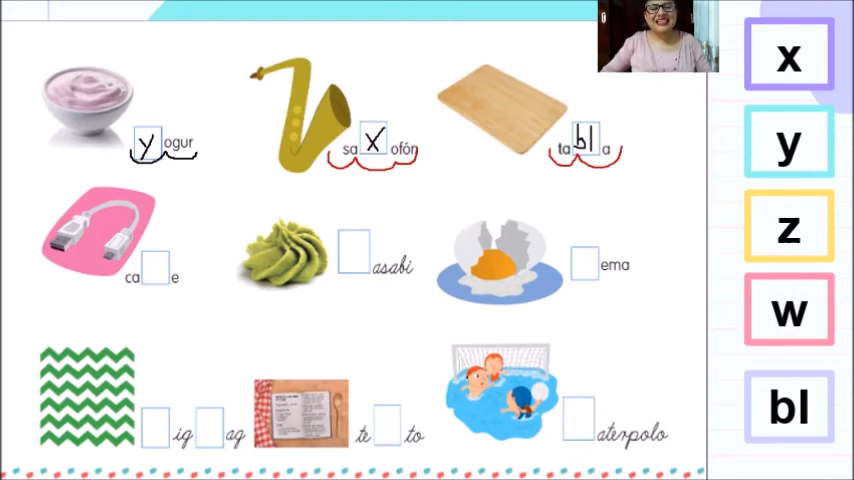 yogur
saxofón
tabla
ca e
asabi
ema
ig ag
te to
aterpolo
x
y
z
w
bl